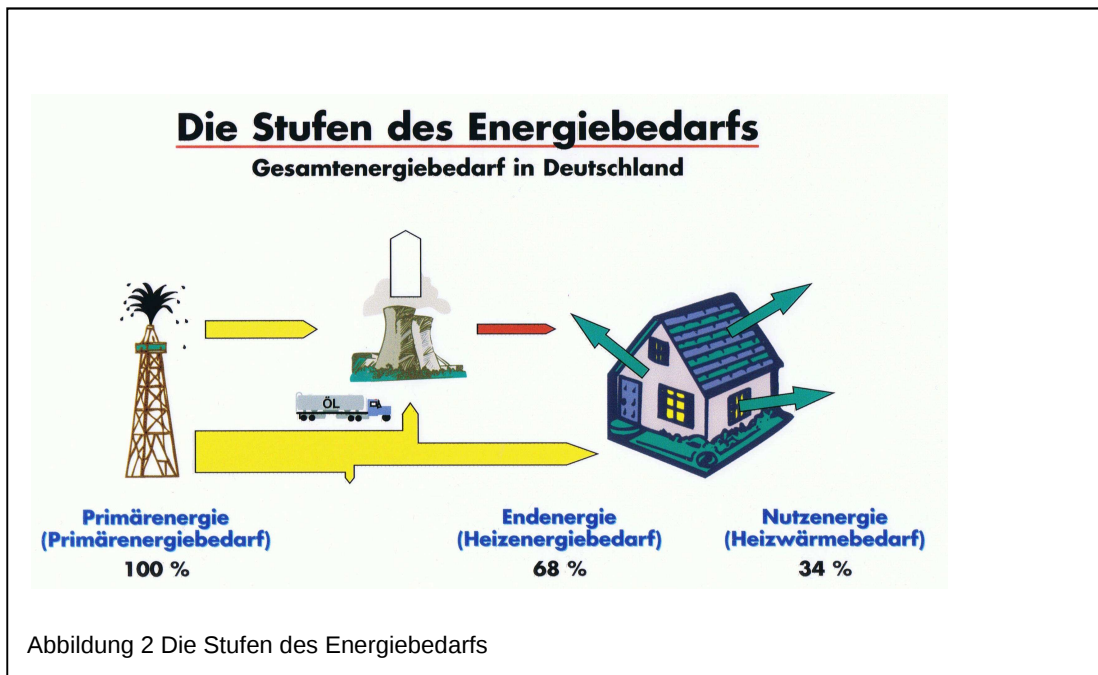 Die Stufen des Energiebedarfs
Gesamtenergiebedarf in Deutschland
ÖL
Primärenergie
(Primärenergiebedarf)
100 %
Endenergie
(Heizenergiebedarf)
68 %
Nutzenergie
(Heizwärmebedarf)
34 %
Abbildung 2 Die Stufen des Energiebedarfs